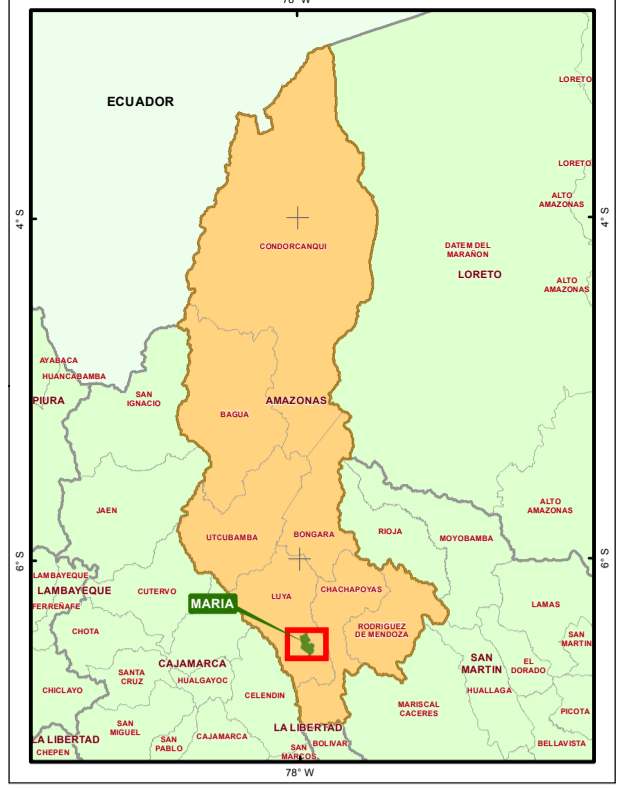 78° W
ECUADOR
LORETO
LORETO
ALTO
AMAZONAS
4° S
4° S
CONDORCANQUI
DATEM DEL
MARAÑON
LORETO
ALTO
AMAZONAS
AYABACA
HUANCABAMBA
PIURA
SAN
IGNACIO
AMAZONAS
BAGUA
JAEN
ALTO
AMAZONAS
UTCUBAMBA
BONGARA
RIOJA
MOYOBAMBA
6° S
6° S
LAMBAYEQUE
LAMBAYEQUE
FERREÑAFE
CUTERVO
MARIA
LUYA
CHACHAPOYAS
LAMAS
CHOTA
RODRIGUEZ
DE MENDOZA
SAN
MARTIN
CAJAMARCA
SAN
MARTIN
EL
DORADO
SANTA
CRUZ
HUALGAYOC
CHICLAYO
CELENDIN
HUALLAGA
MARISCAL
CACERES
PICOTA
SAN
MIGUEL
LA LIBERTAD
LA LIBERTAD
CHEPEN
SAN
PABLO
CAJAMARCA
SAN
MARCOS
BOLIVAR
BELLAVISTA
78° W